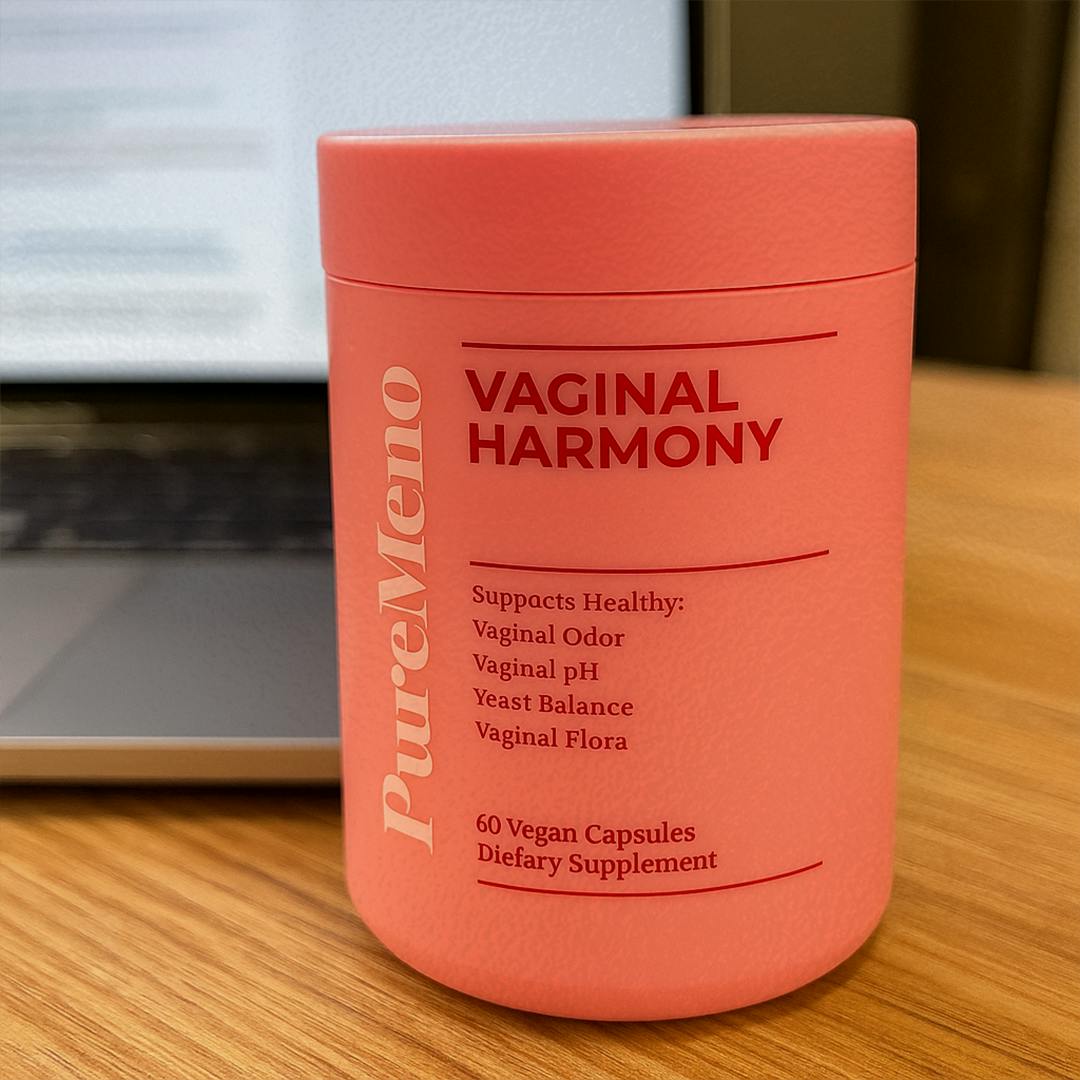 PureMeno
VAGINAL
HARMONY
Suppacts Healthy:
Vaginal Odor
Vaginal pH
Yeast Balance
Vaginal Flora
60 Vegan Capsules
Diefary Supplement